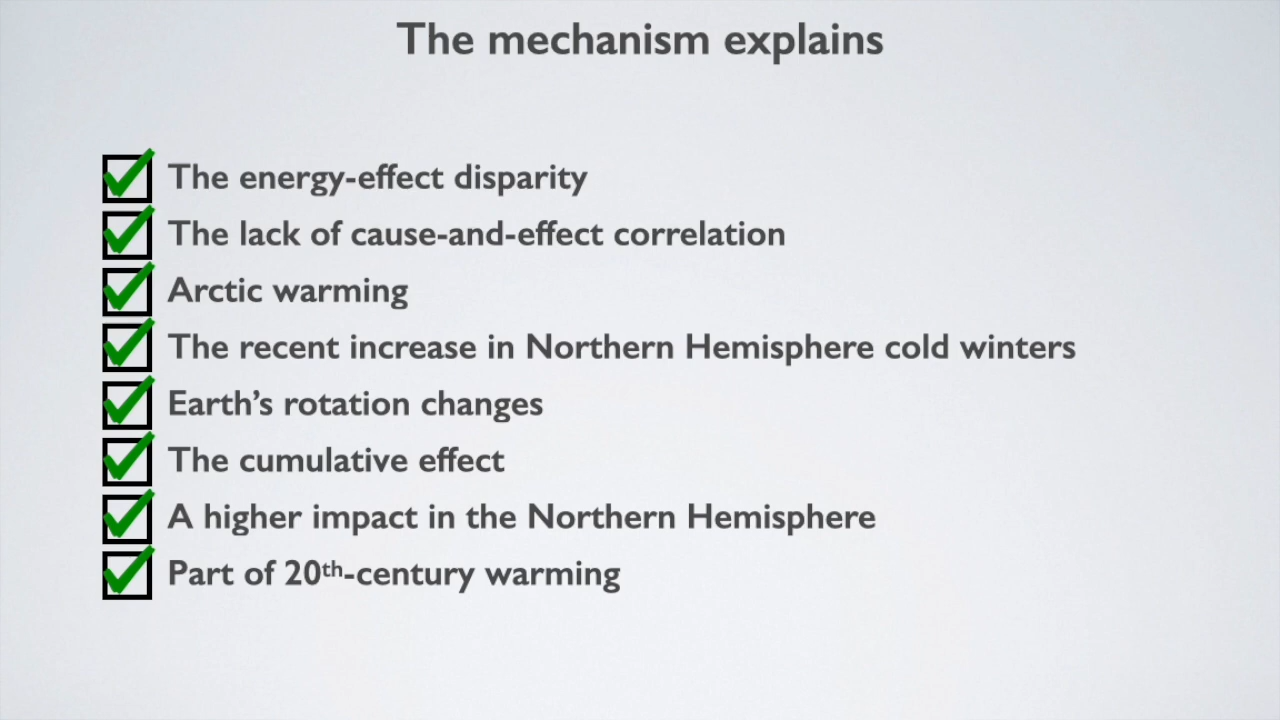 The mechanism explains
The energy-effect disparity
The lack of cause-and-effect correlation
Arctic warming
The recent increase in Northern Hemisphere cold winters
Earth’s rotation changes
The cumulative effect
A higher impact in the Northern Hemisphere
Part of 20th-century warming